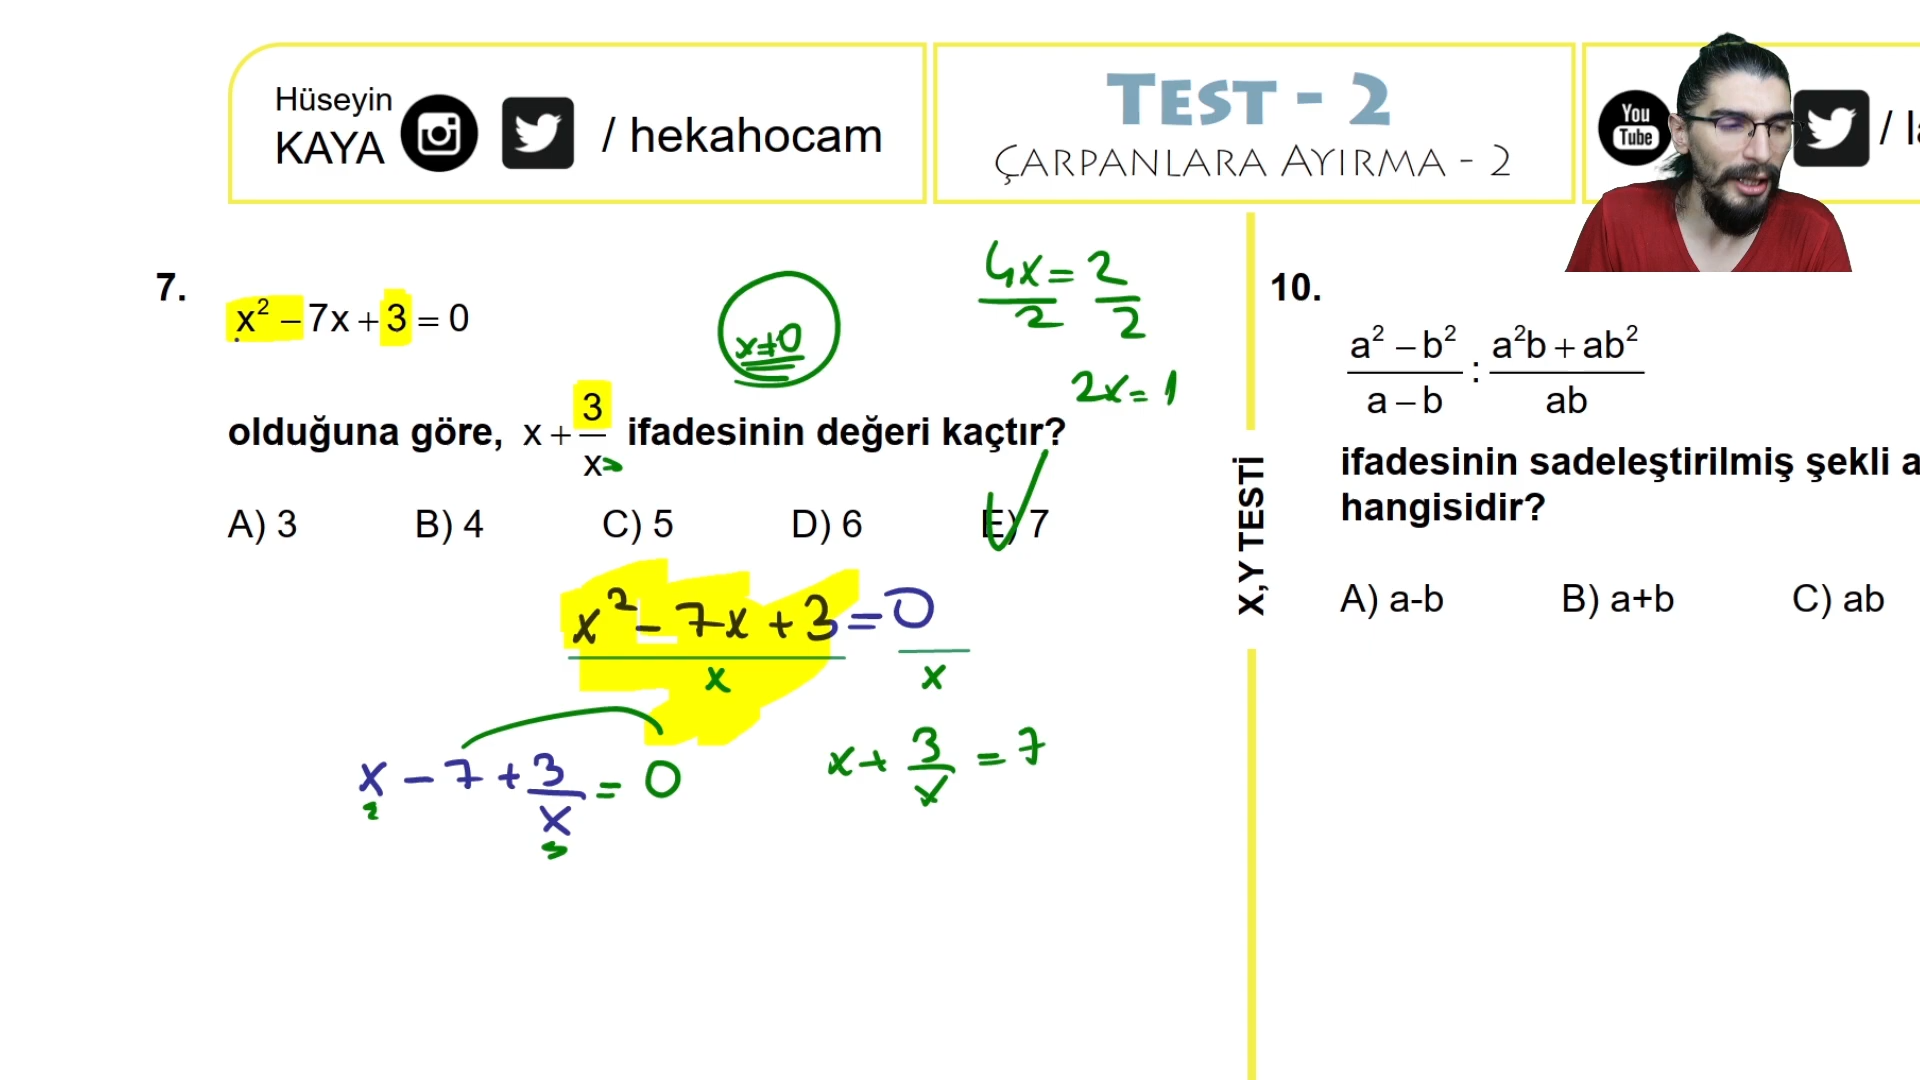 Hüseyin
KAYA
/ hekahocam
TEST - 2
ÇARPANLARA AYIRMA - 2
You
Tube
/ la
7.
x² – 7x + 3 = 0
x≠0
4x = 2
2 2
2x = 1
olduğuna göre, x + 3/x ifadesinin değeri kaçtır?
A) 3 B) 4 C) 5 D) 6 E) 7
x² - 7x + 3 = 0
x x
x - 7 + 3/x = 0
x + 3/x = 7
X,Y TESTİ
10.
a² – b² / a – b : a²b + ab² / ab
ifadesinin sadeleştirilmiş şekli a
hangisidir?
A) a-b B) a+b C) ab